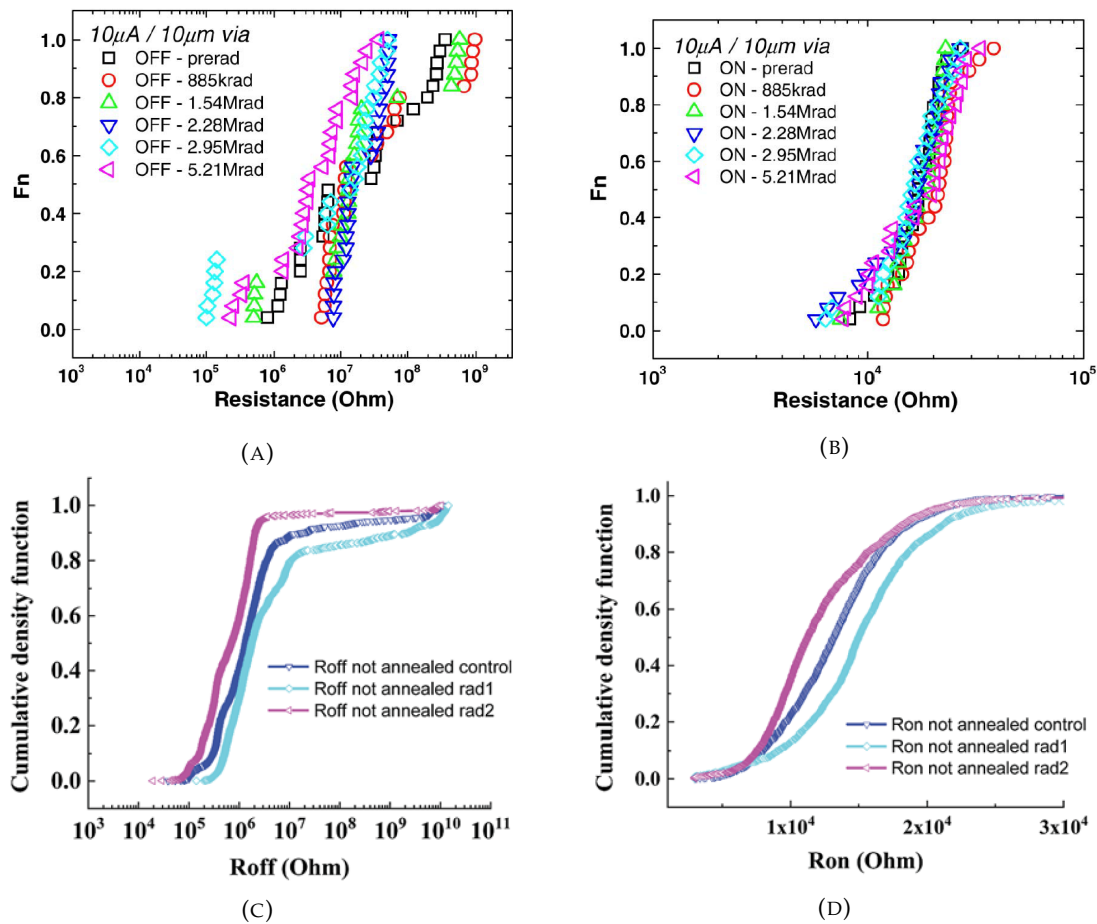 10μA / 10μm via
OFF - prerad
OFF - 885krad
OFF - 1.54Mrad
OFF - 2.28Mrad
OFF - 2.95Mrad
OFF - 5.21Mrad
Fn
1.0
0.8
0.6
0.4
0.2
0.0
10³ 10⁴ 10⁵ 10⁶ 10⁷ 10⁸ 10⁹
Resistance (Ohm)
(A)
10μA / 10μm via
ON - prerad
ON - 885krad
ON - 1.54Mrad
ON - 2.28Mrad
ON - 2.95Mrad
ON - 5.21Mrad
Fn
1.0
0.8
0.6
0.4
0.2
0.0
10³ 10⁴ 10⁵
Resistance (Ohm)
(B)
Cumulative density function
1.0
0.8
0.6
0.4
0.2
0.0
Roff not annealed control
Roff not annealed rad1
Roff not annealed rad2
10³ 10⁴ 10⁵ 10⁶ 10⁷ 10⁸ 10⁹ 10¹⁰ 10¹¹
Roff (Ohm)
(C)
Cumulative density function
1.0
0.8
0.6
0.4
0.2
0.0
Ron not annealed control
Ron not annealed rad1
Ron not annealed rad2
1x10⁴ 2x10⁴ 3x10⁴
Ron (Ohm)
(D)